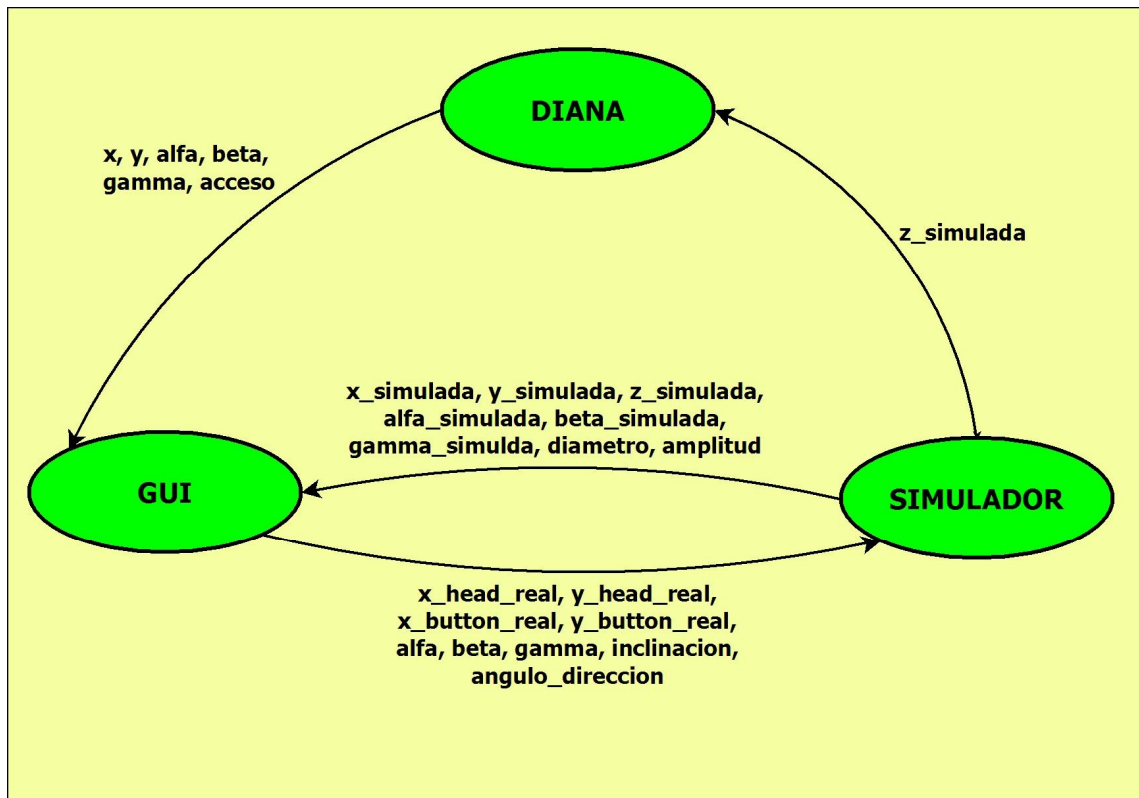 DIANA
x, y, alfa, beta,
gamma, acceso
z_simulada
x_simulada, y_simulada, z_simulada,
alfa_simulada, beta_simulada,
gamma_simulda, diametro, amplitud
GUI
SIMULADOR
x_head_real, y_head_real,
x_button_real, y_button_real,
alfa, beta, gamma, inclinacion,
angulo_direccion